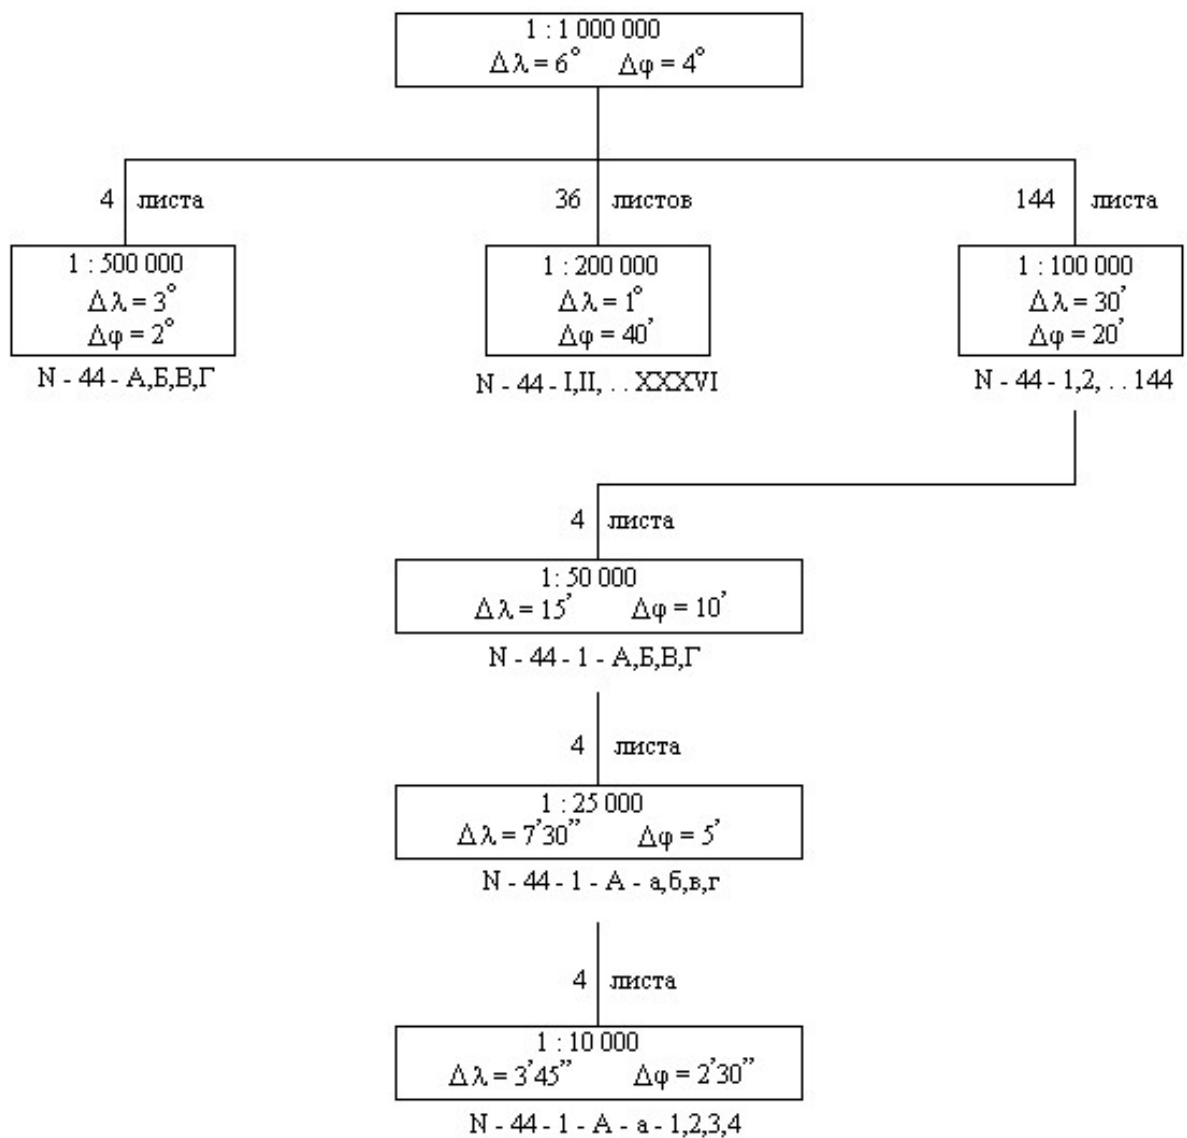 1 : 1 000 000
Δλ = 6° Δφ = 4°
4 листа
36 листов
144 листа
1 : 500 000
Δλ = 3°
Δφ = 2°
N - 44 - А,Б,В,Г
1 : 200 000
Δλ = 1°
Δφ = 40’
N - 44 - I,II, . . XXXVI
1 : 100 000
Δλ = 30’
Δφ = 20’
N - 44 - 1,2, . . 144
4 листа
1 : 50 000
Δλ = 15’ Δφ = 10’
N - 44 - 1 - А,Б,В,Г
4 листа
1 : 25 000
Δλ = 7’30” Δφ = 5’
N - 44 - 1 - А - а,б,в,г
4 листа
1 : 10 000
Δλ = 3’45” Δφ = 2’30”
N - 44 - 1 - А - а - 1,2,3,4